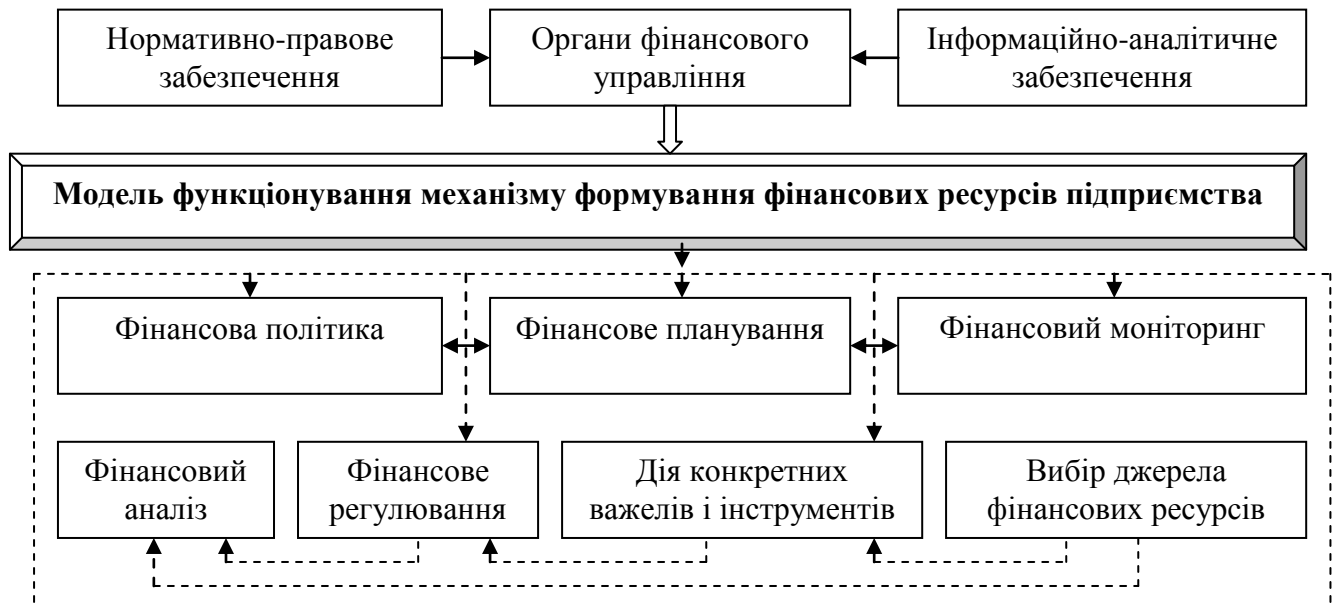 Нормативно-правове
забезпечення
Органи фінансового
управління
Інформаційно-аналітичне
забезпечення
Модель функціонування механізму формування фінансових ресурсів підприємства
Фінансова політика
Фінансове планування
Фінансовий моніторинг
Фінансовий
аналіз
Фінансове
регулювання
Дія конкретних
важелів і інструментів
Вибір джерела
фінансових ресурсів